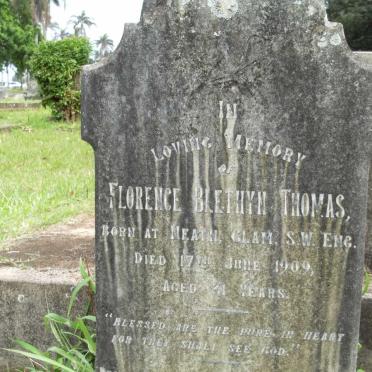 IN
LOVING MEMORY
OF
FLORENCE BLETHYN THOMAS,
BORN AT NEATH, GLAM, S.W. ENG.
DIED 17TH JUNE 1909,
AGED YEARS.
"BLESSED ARE THE PURE IN HEART
FOR THEY SHALL SEE GOD."